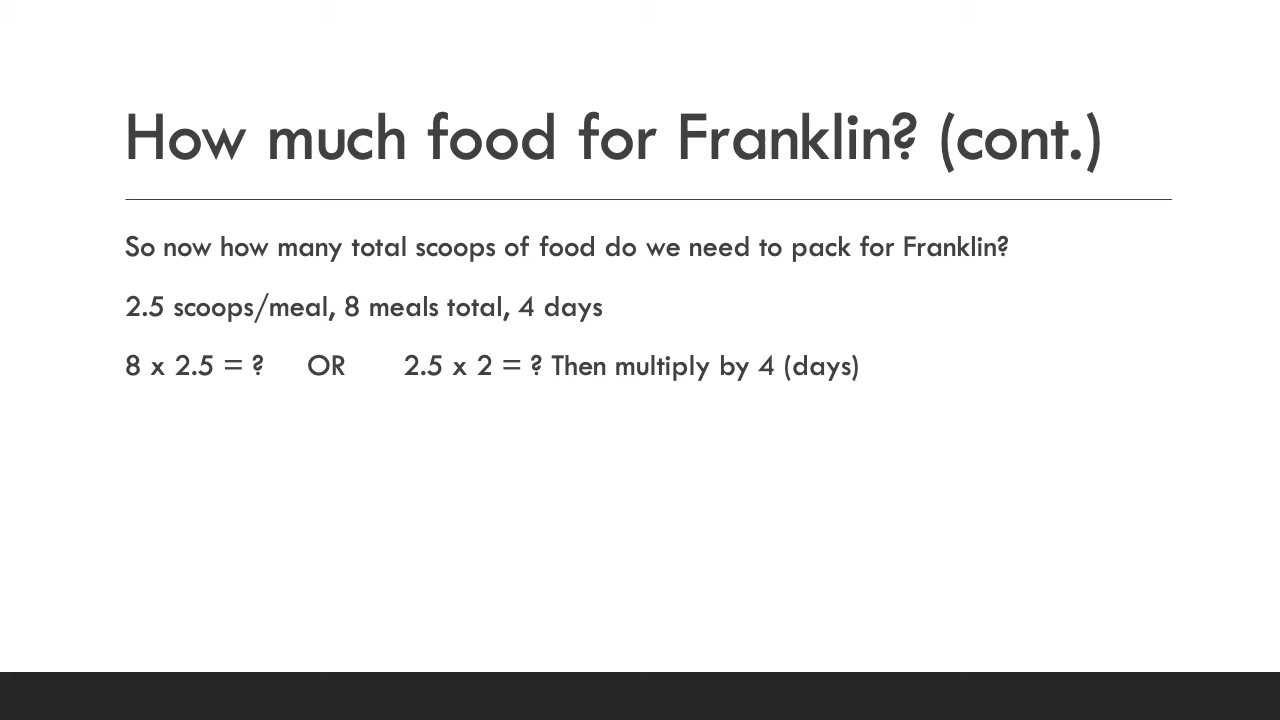 How much food for Franklin? (cont.)
So now how many total scoops of food do we need to pack for Franklin?
2.5 scoops/meal, 8 meals total, 4 days
8 x 2.5 = ? OR 2.5 x 2 = ? Then multiply by 4 (days)